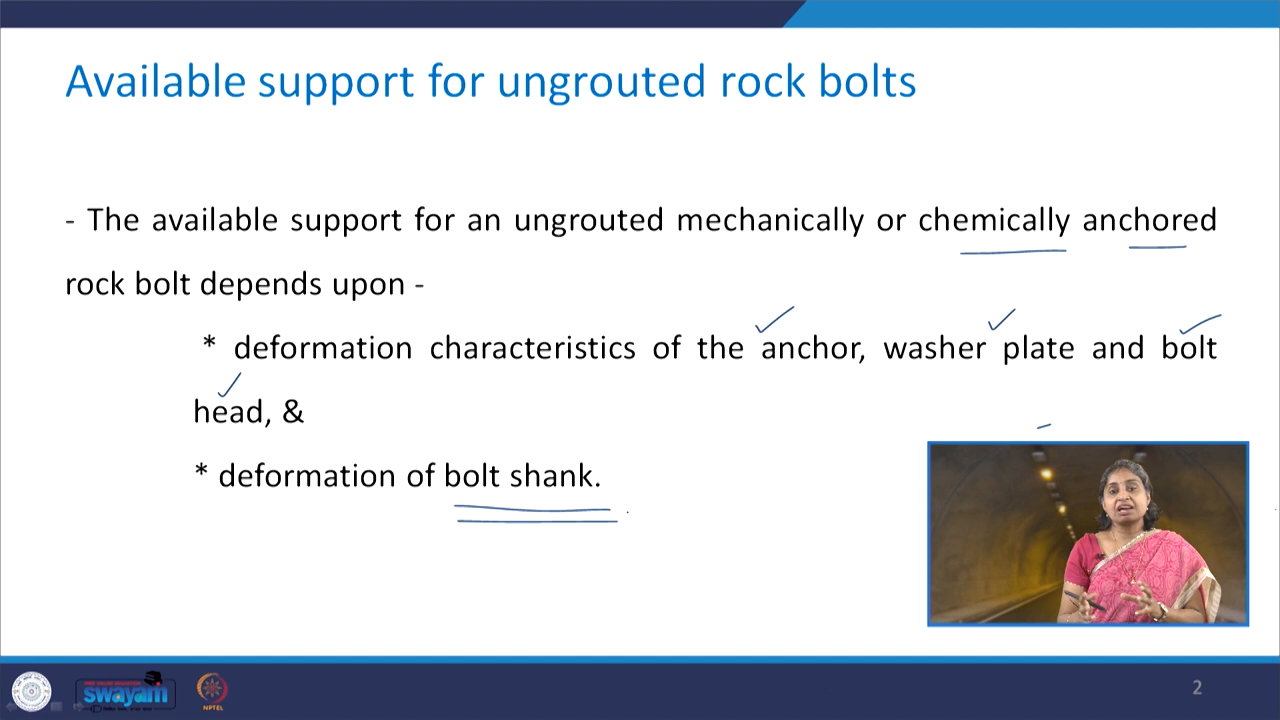 Available support for ungrouted rock bolts
- The available support for an ungrouted mechanically or chemically anchored
rock bolt depends upon -
* deformation characteristics of the anchor, washer plate and bolt
head, &
* deformation of bolt shank.
swayam
NPTEL
2